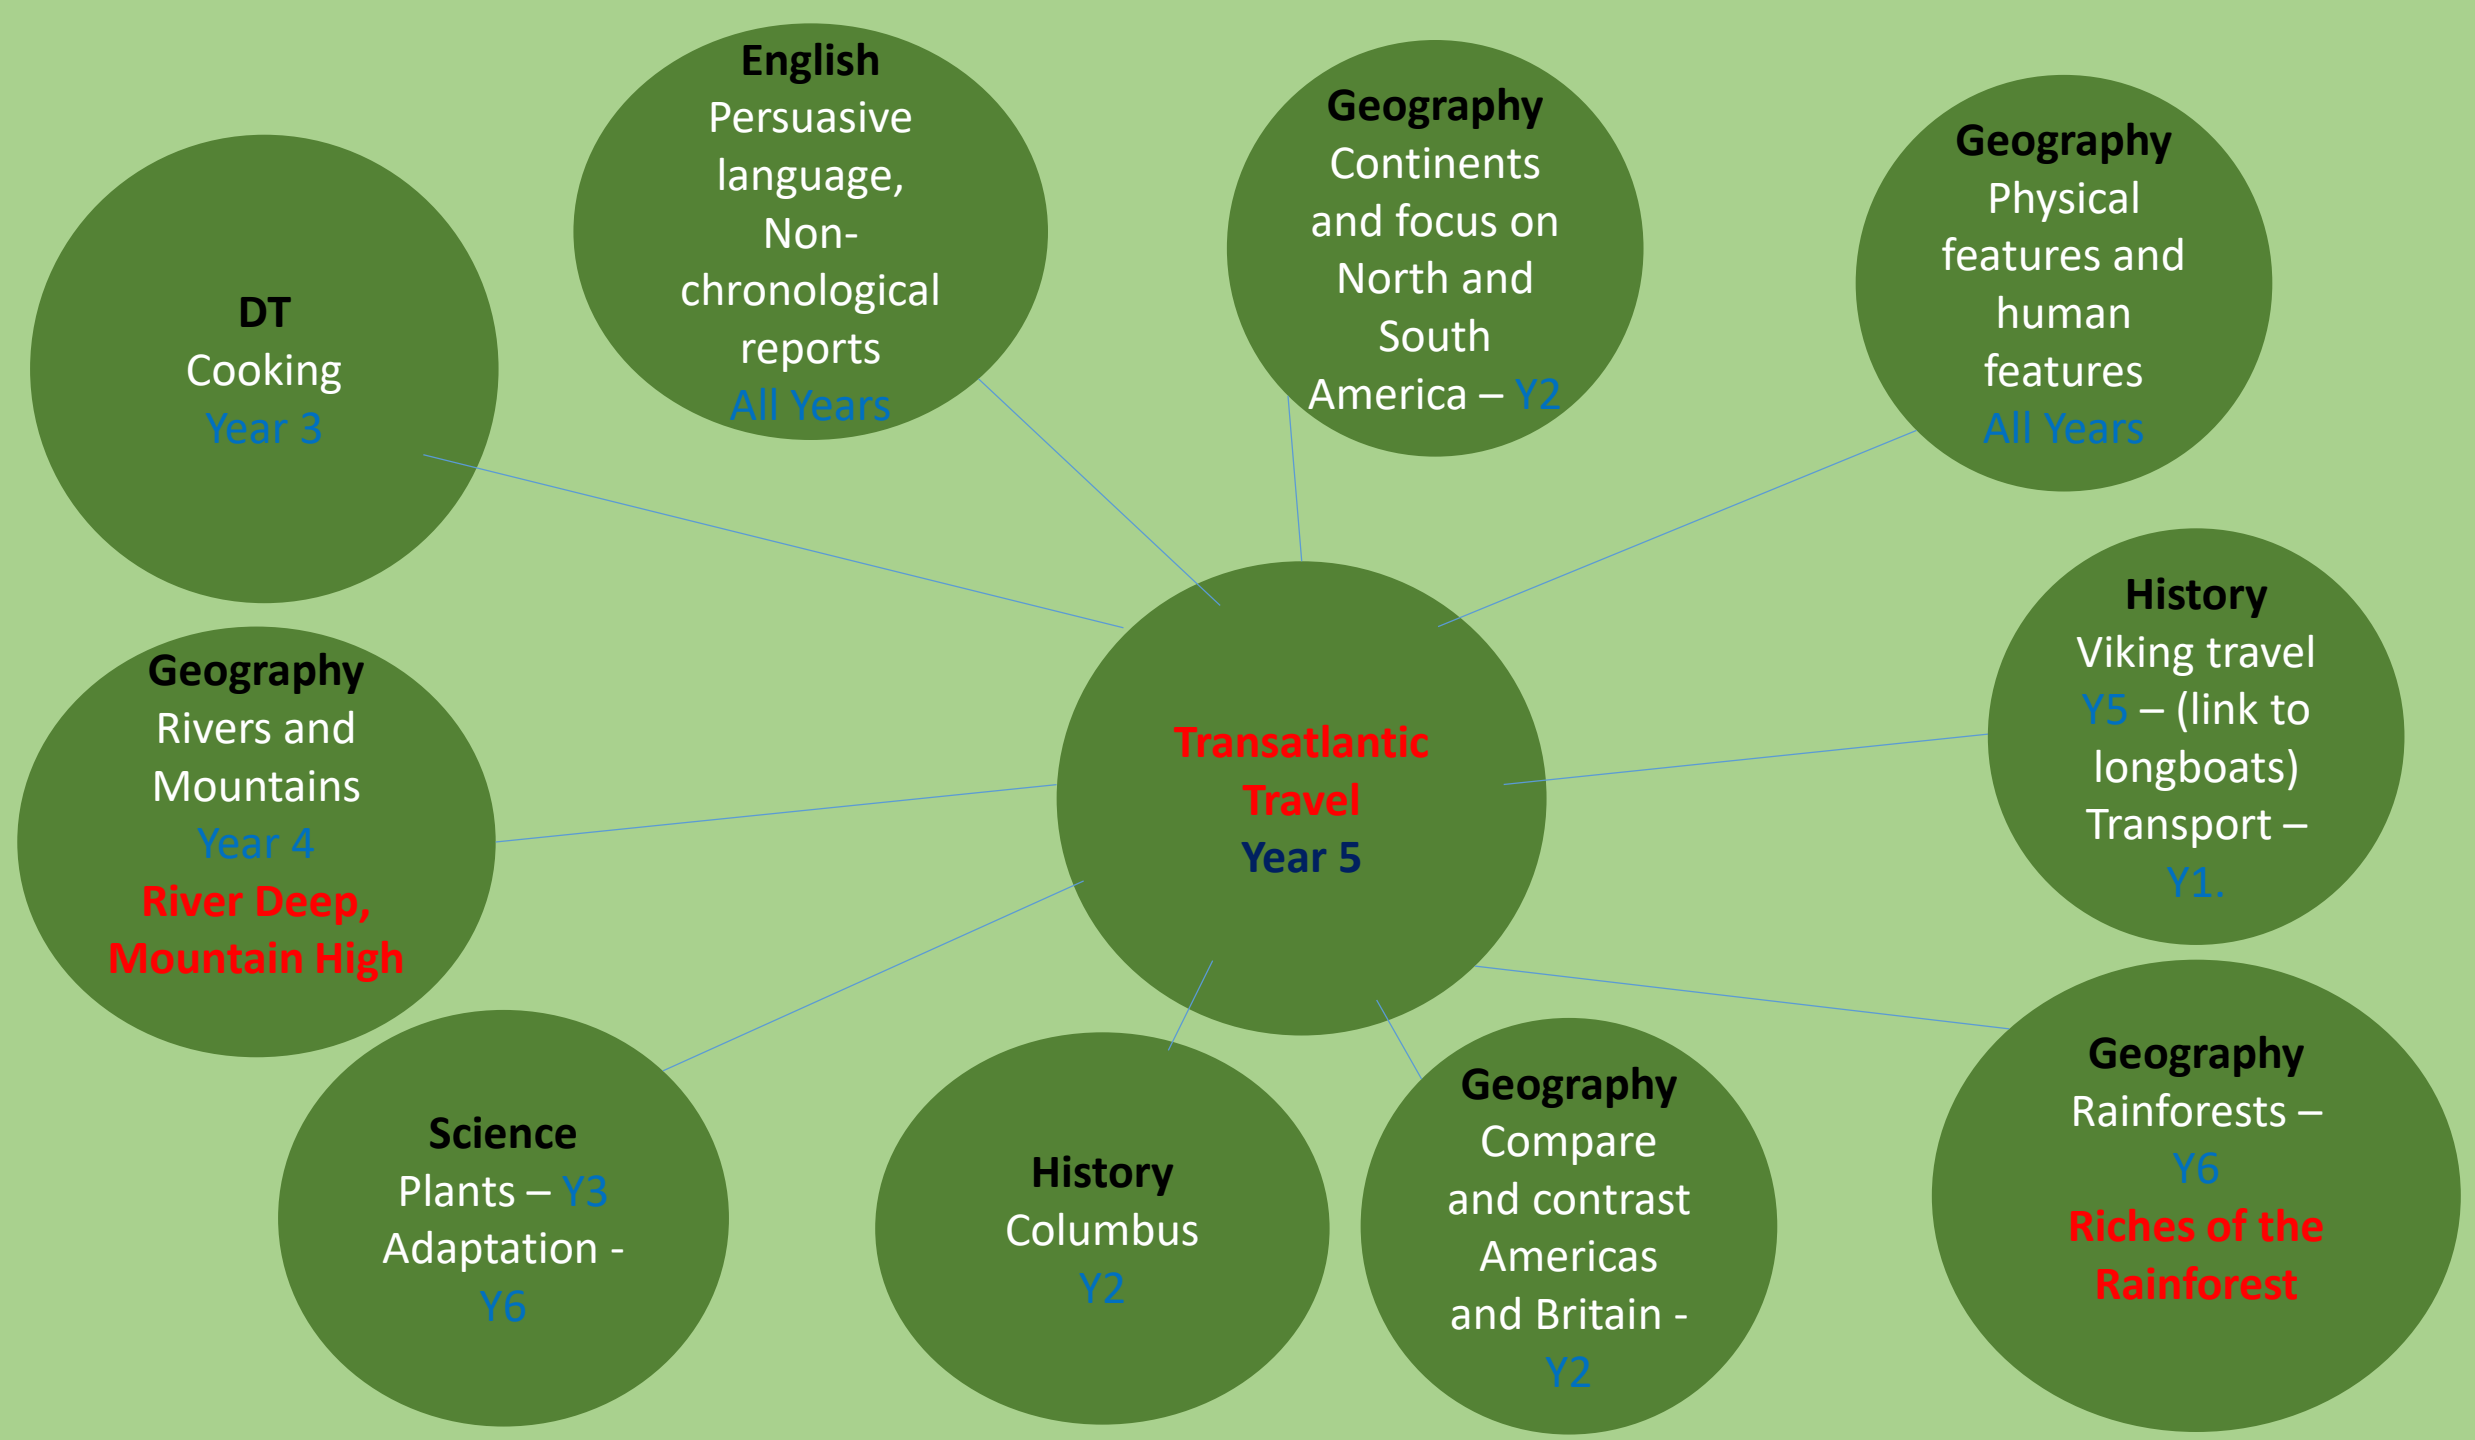 English
Persuasive
language,
Non-
chronological
reports
All Years
Geography
Continents
and focus on
North and
South
America – Y2
Geography
Physical
features and
human
features
All Years
DT
Cooking
Year 3
History
Viking travel
Y5 – (link to
longboats)
Transport –
Y1.
Geography
Rivers and
Mountains
Year 4
River Deep,
Mountain High
Transatlantic
Travel
Year 5
Science
Plants – Y3
Adaptation -
Y6
History
Columbus
Y2
Geography
Compare
and contrast
Americas
and Britain -
Y2
Geography
Rainforests –
Y6
Riches of the
Rainforest